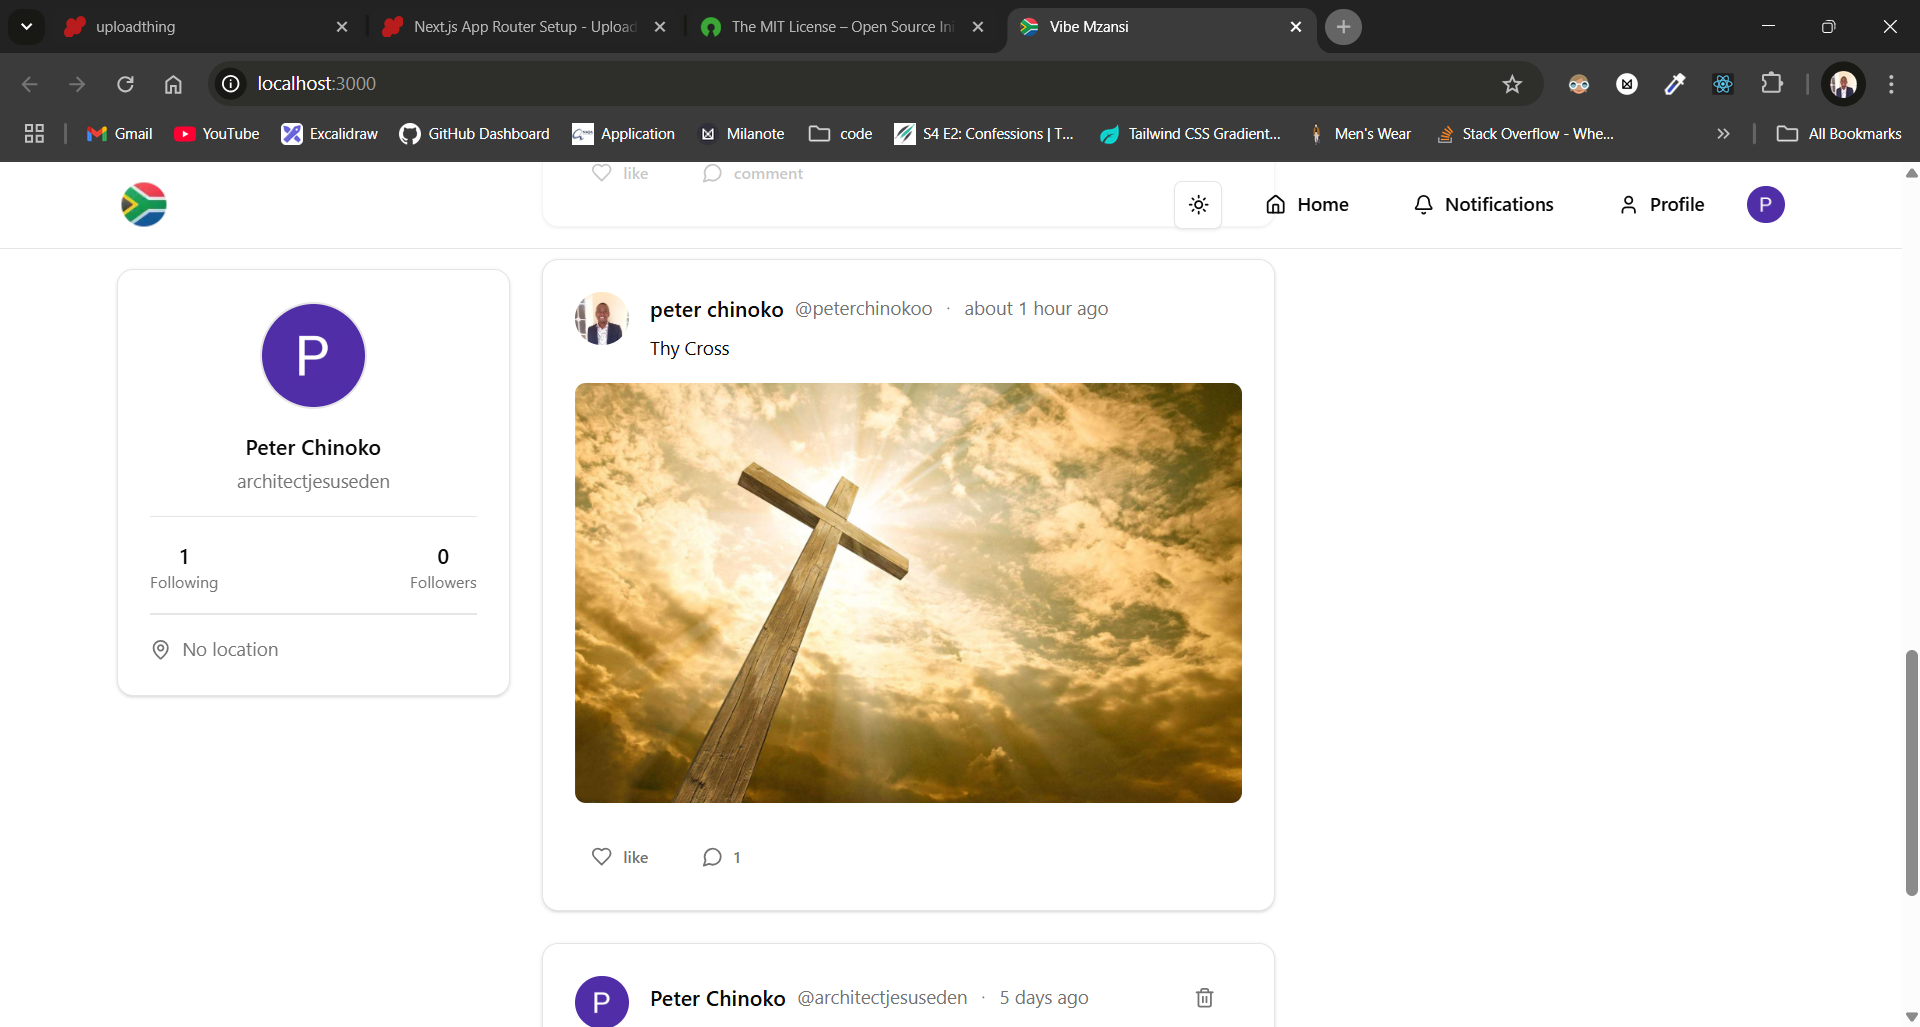 uploadthing
Next.js App Router Setup - Upload
The MIT License – Open Source Ini
Vibe Mzansi
localhost:3000
Gmail
YouTube
Excalidraw
GitHub Dashboard
Application
Milanote
code
S4 E2: Confessions | T...
Tailwind CSS Gradient...
Men's Wear
Stack Overflow - Whe...
All Bookmarks
like
comment
Home
Notifications
Profile
P
P
Peter Chinoko
architectjesuseden
1
Following
0
Followers
No location
peter chinoko @peterchinokoo · about 1 hour ago
Thy Cross
like
1
P
Peter Chinoko @architectjesuseden · 5 days ago